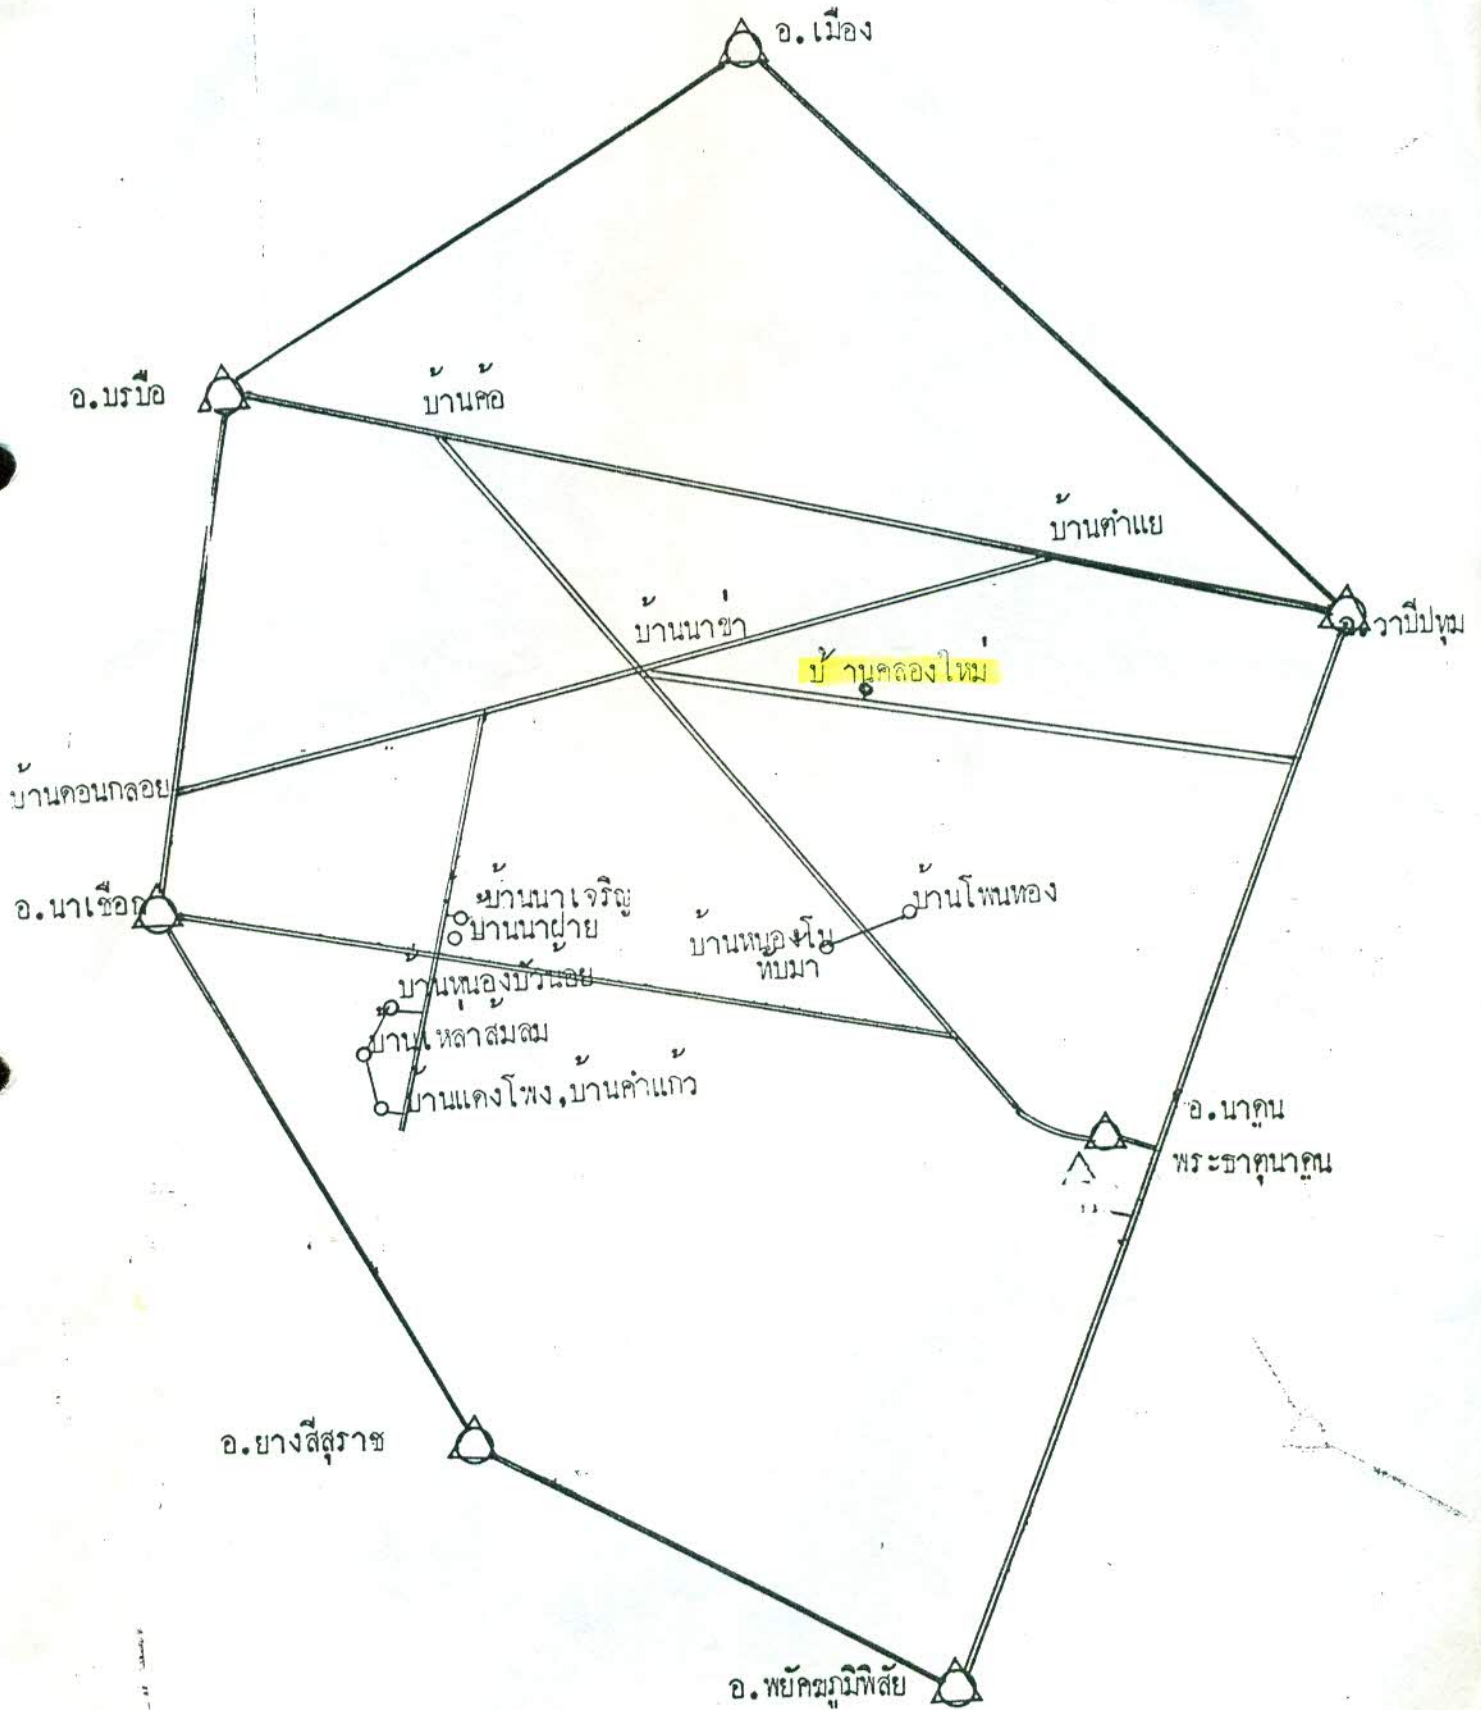 อ.เมือง
อ.บรบือ
บ้านค้อ
บ้านตำแย
อ.วาปีปทุม
บ้านนาข่า
บ้านคลองใหม่
บ้านดอนกลอย
อ.นาเชือก
บ้านนาเจริญ
บ้านนาฝาย
บ้านโพนทอง
บ้านหนองโน
ทับมา
บ้านหนองบัวน้อย
บ้านเหล่าส้มลม
บ้านแดงโพง,บ้านคำแก้ว
อ.นาดูน
พระธาตุนาดูน
อ.ยางสีสุราช
อ.พยัคฆภูมิพิสัย